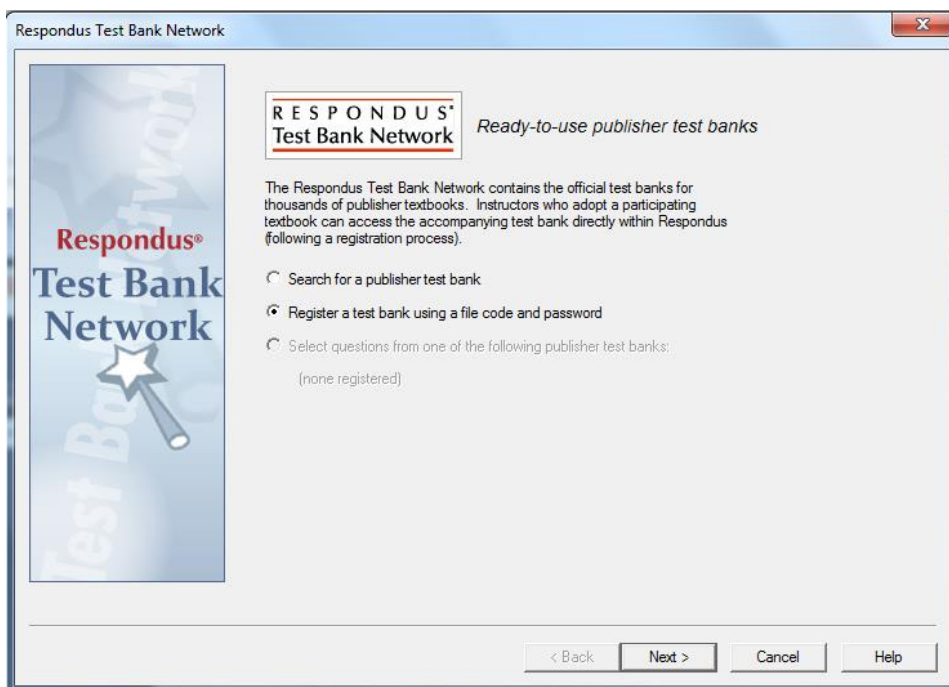 Respondus Test Bank Network
RESPONDUS®
Test Bank Network
Ready-to-use publisher test banks
The Respondus Test Bank Network contains the official test banks for
thousands of publisher textbooks. Instructors who adopt a participating
textbook can access the accompanying test bank directly within Respondus
(following a registration process).
Search for a publisher test bank
Register a test bank using a file code and password
Select questions from one of the following publisher test banks:
(none registered)
Respondus®
Test Bank
Network
Test Bank Network
< Back
Next >
Cancel
Help